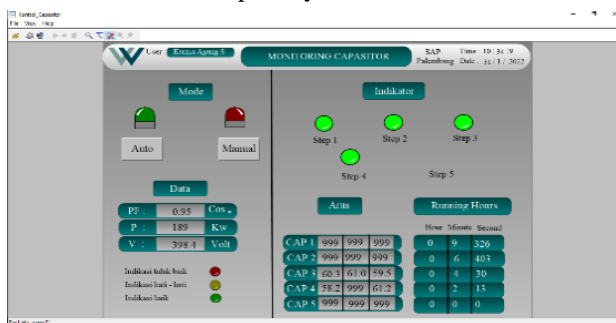 Kontrol_Capasitor
File View Help
User: Krisna Agung S
MONITORING CAPASITOR
SAP
Palembang
Time : 10 : 34 :9
Date : 31 / 1 / 2022
Mode
Auto
Manual
Data
PF : 0.95 Cos
P : 189 Kw
V : 398.4 Volt
Indikasi tidak baik
Indikasi hati - hati
Indikasi baik
Indikator
Step 1
Step 2
Step 3
Step 4
Step 5
Arus
CAP 1 999 999 999
CAP 2 999 999 999
CAP 3 60.3 61.0 59.5
CAP 4 58.2 999 61.2
CAP 5 999 999 999
Running Hours
Hour Minute Second
0 9 326
0 6 403
0 4 30
0 2 13
0 0 0